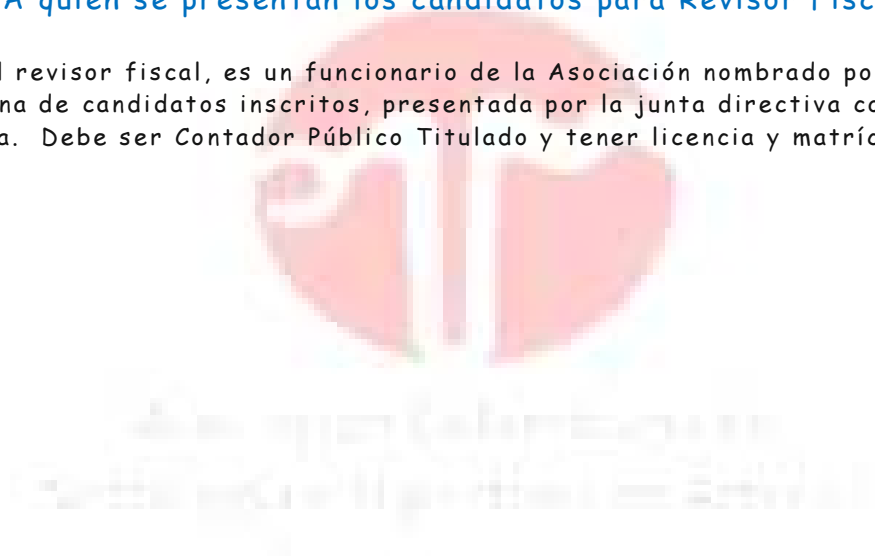 A quien se presentan los candidatos para Revisor Fisc
l revisor fiscal, es un funcionario de la Asociación nombrado po
na de candidatos inscritos, presentada por la junta directiva co
a. Debe ser Contador Público Titulado y tener licencia y matríc